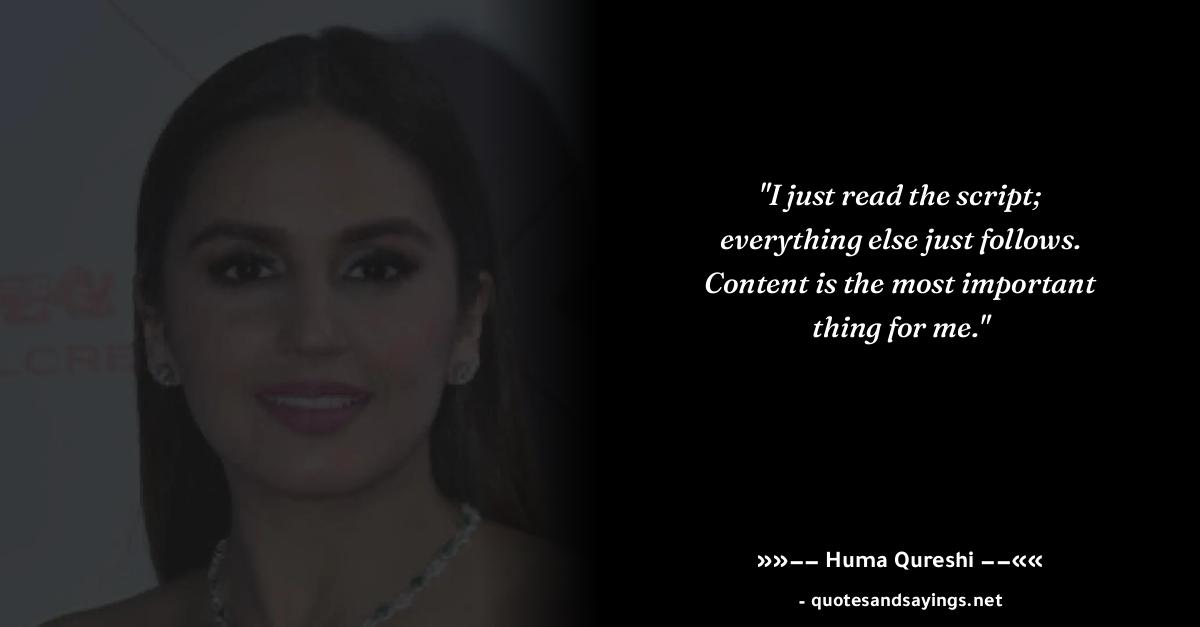 "I just read the script;
everything else just follows.
Content is the most important
thing for me."
»»–– Huma Qureshi ––««
- quotesandsayings.net
LCRE